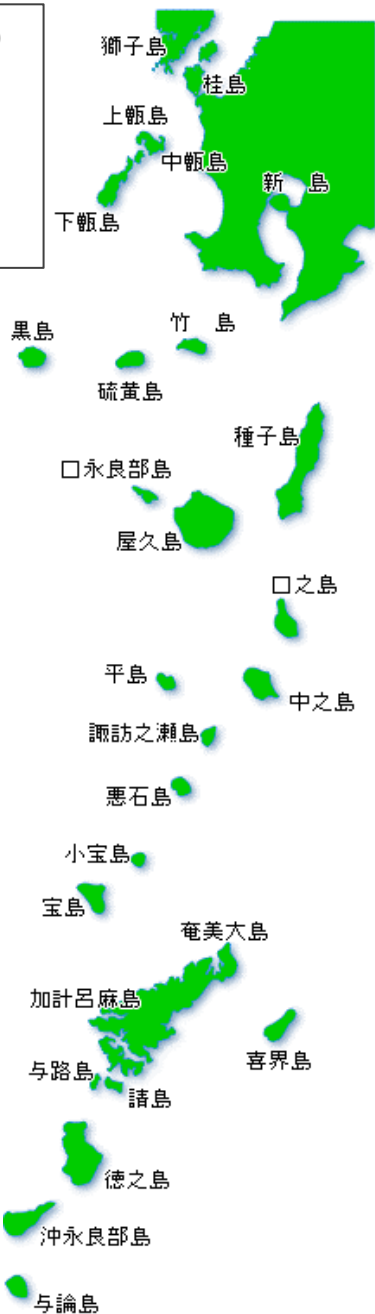 獅子島
桂島
上甑島
中甑島
新　島
下甑島
竹　島
黒島
硫黄島
種子島
口永良部島
屋久島
口之島
平島
中之島
諏訪之瀬島
悪石島
小宝島
宝島
奄美大島
加計呂麻島
喜界島
与路島
請島
徳之島
沖永良部島
与論島